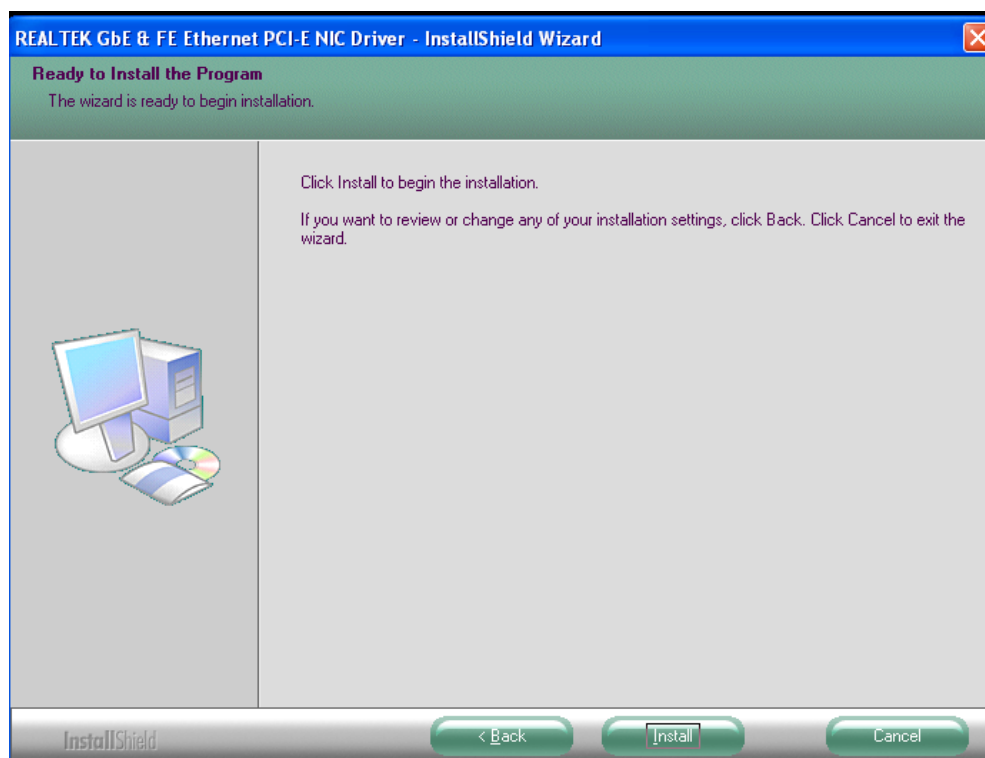 REALTEK GbE & FE Ethernet PCI-E NIC Driver - InstallShield Wizard
Ready to Install the Program
The wizard is ready to begin installation.
Click Install to begin the installation.
If you want to review or change any of your installation settings, click Back. Click Cancel to exit the
wizard.
InstallShield
< Back
Install
Cancel